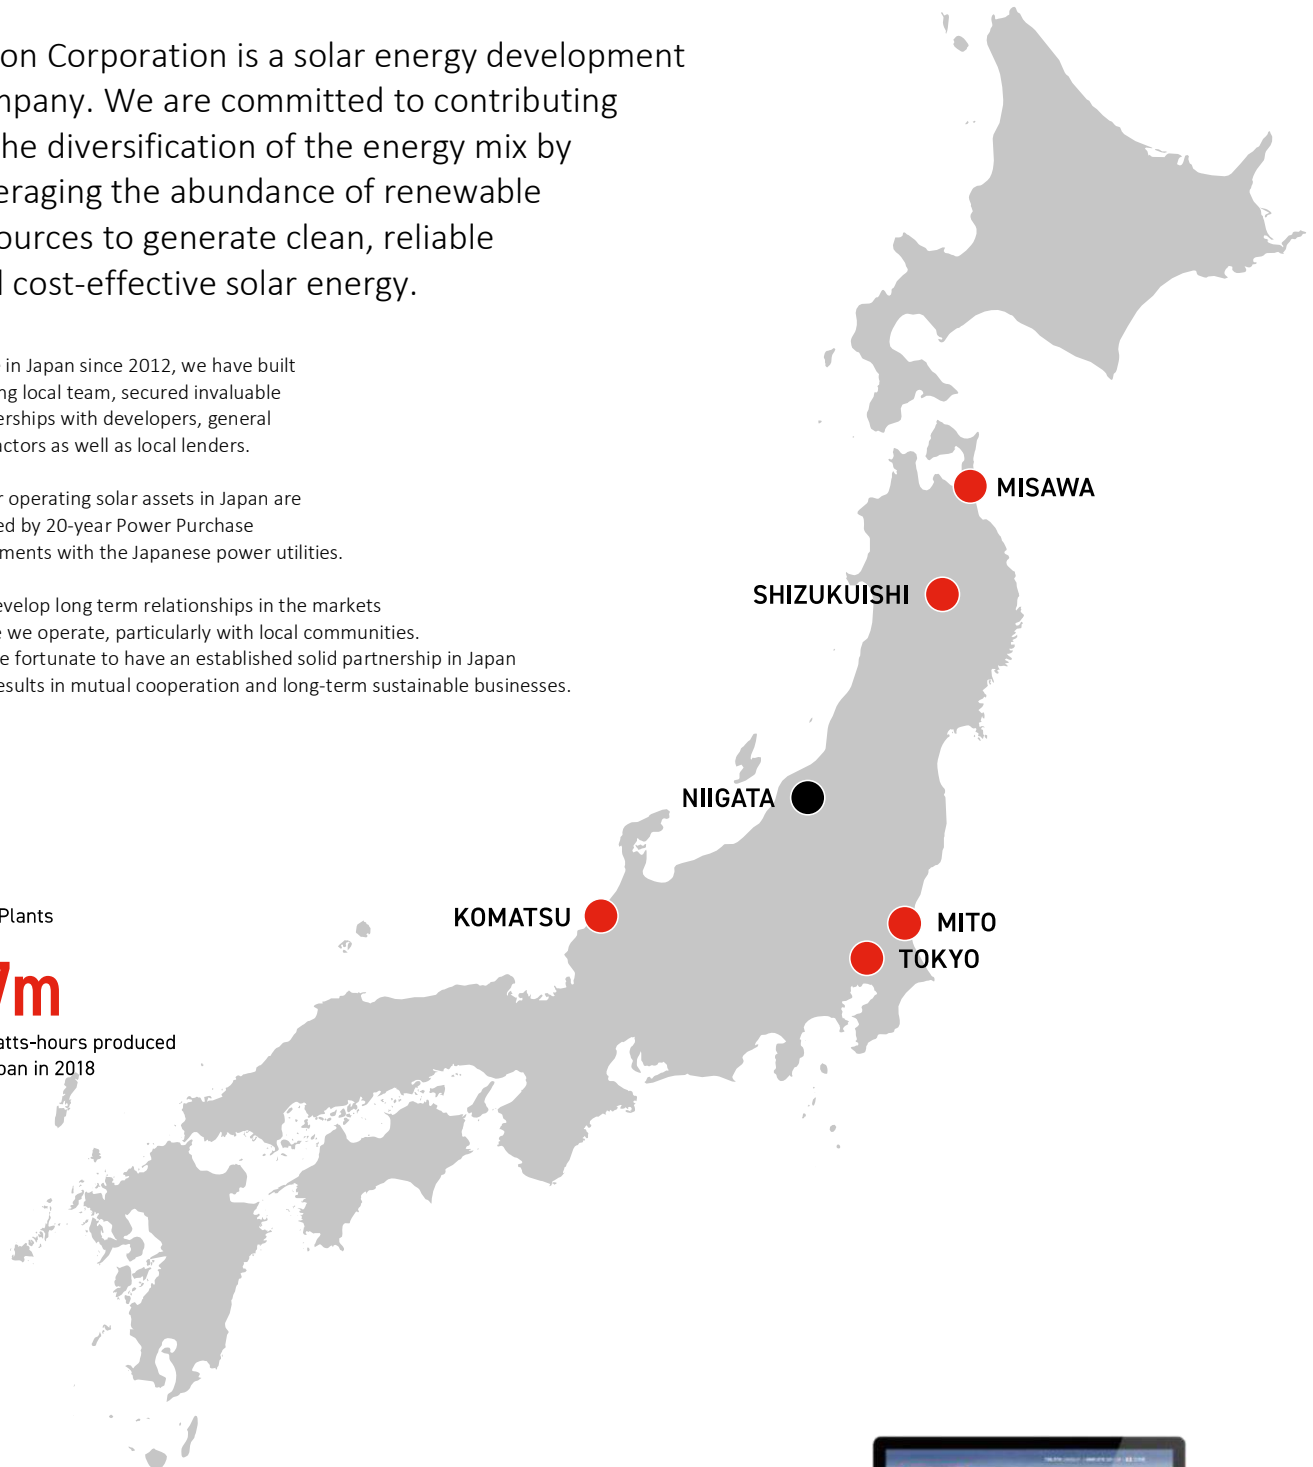 on Corporation is a solar energy development
mpany. We are committed to contributing
he diversification of the energy mix by
eraging the abundance of renewable
ources to generate clean, reliable
d cost-effective solar energy.
in Japan since 2012, we have built
ng local team, secured invaluable
erships with developers, general
actors as well as local lenders.
r operating solar assets in Japan are
ed by 20-year Power Purchase
ments with the Japanese power utilities.
evelop long term relationships in the markets
e we operate, particularly with local communities.
e fortunate to have an established solid partnership in Japan
esults in mutual cooperation and long-term sustainable businesses.
MISAWA
SHIZUKUISHI
NIIGATA
KOMATSU
MITO
TOKYO
Plants
7m
atts-hours produced
pan in 2018